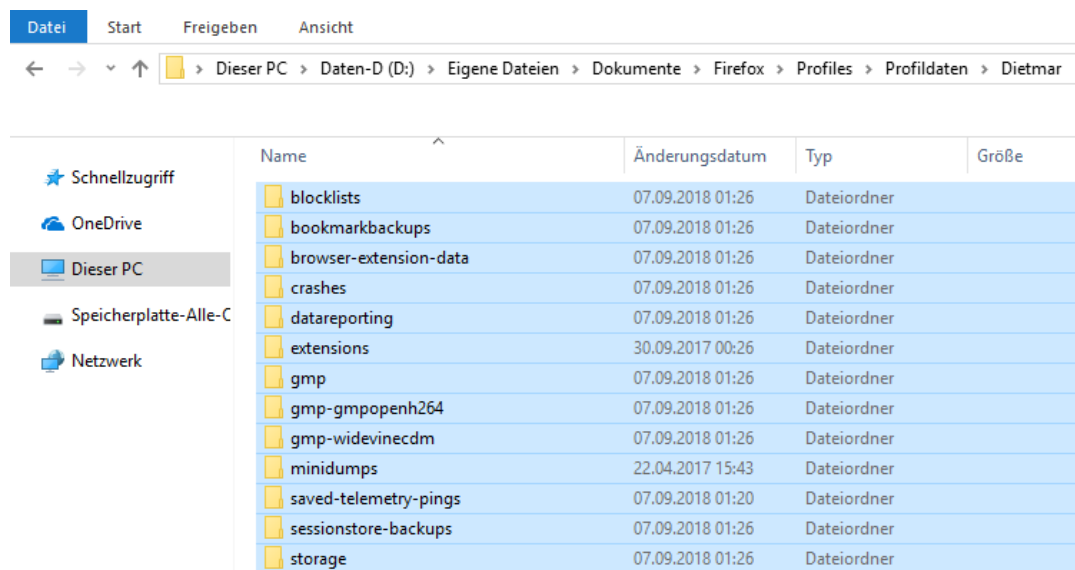 Datei Start Freigeben Ansicht
Dieser PC > Daten-D (D:) > Eigene Dateien > Dokumente > Firefox > Profiles > Profildaten > Dietmar
Name Änderungsdatum Typ Größe
Schnellzugriff
OneDrive
Dieser PC
Speicherplatte-Alle-C
Netzwerk
blocklists 07.09.2018 01:26 Dateiordner
bookmarkbackups 07.09.2018 01:26 Dateiordner
browser-extension-data 07.09.2018 01:26 Dateiordner
crashes 07.09.2018 01:26 Dateiordner
datareporting 07.09.2018 01:26 Dateiordner
extensions 30.09.2017 00:26 Dateiordner
gmp 07.09.2018 01:26 Dateiordner
gmp-gmpopenh264 07.09.2018 01:26 Dateiordner
gmp-widevinecdm 07.09.2018 01:26 Dateiordner
minidumps 22.04.2017 15:43 Dateiordner
saved-telemetry-pings 07.09.2018 01:20 Dateiordner
sessionstore-backups 07.09.2018 01:26 Dateiordner
storage 07.09.2018 01:26 Dateiordner